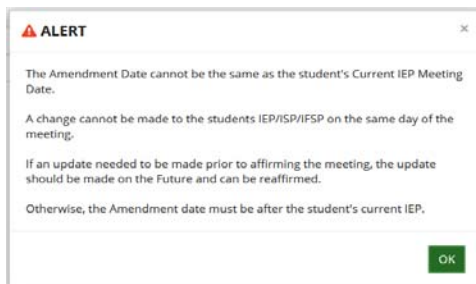 ALERT
×
The Amendment Date cannot be the same as the student's Current IEP Meeting
Date.
A change cannot be made to the students IEP/ISP/IFSP on the same day of the
meeting.
If an update needed to be made prior to affirming the meeting, the update
should be made on the Future and can be reaffirmed.
Otherwise, the Amendment date must be after the student's current IEP.
OK